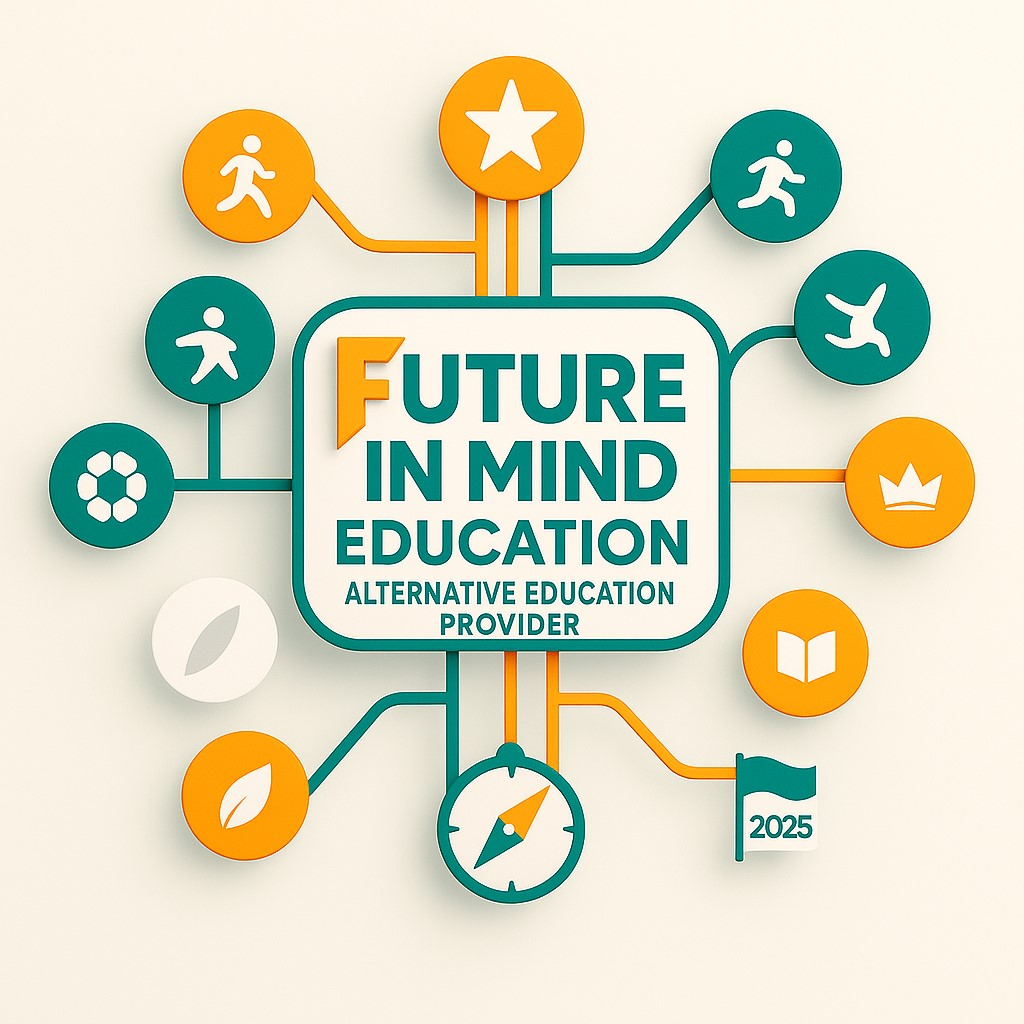 FUTURE
IN MIND
EDUCATION
ALTERNATIVE EDUCATION
PROVIDER
2025